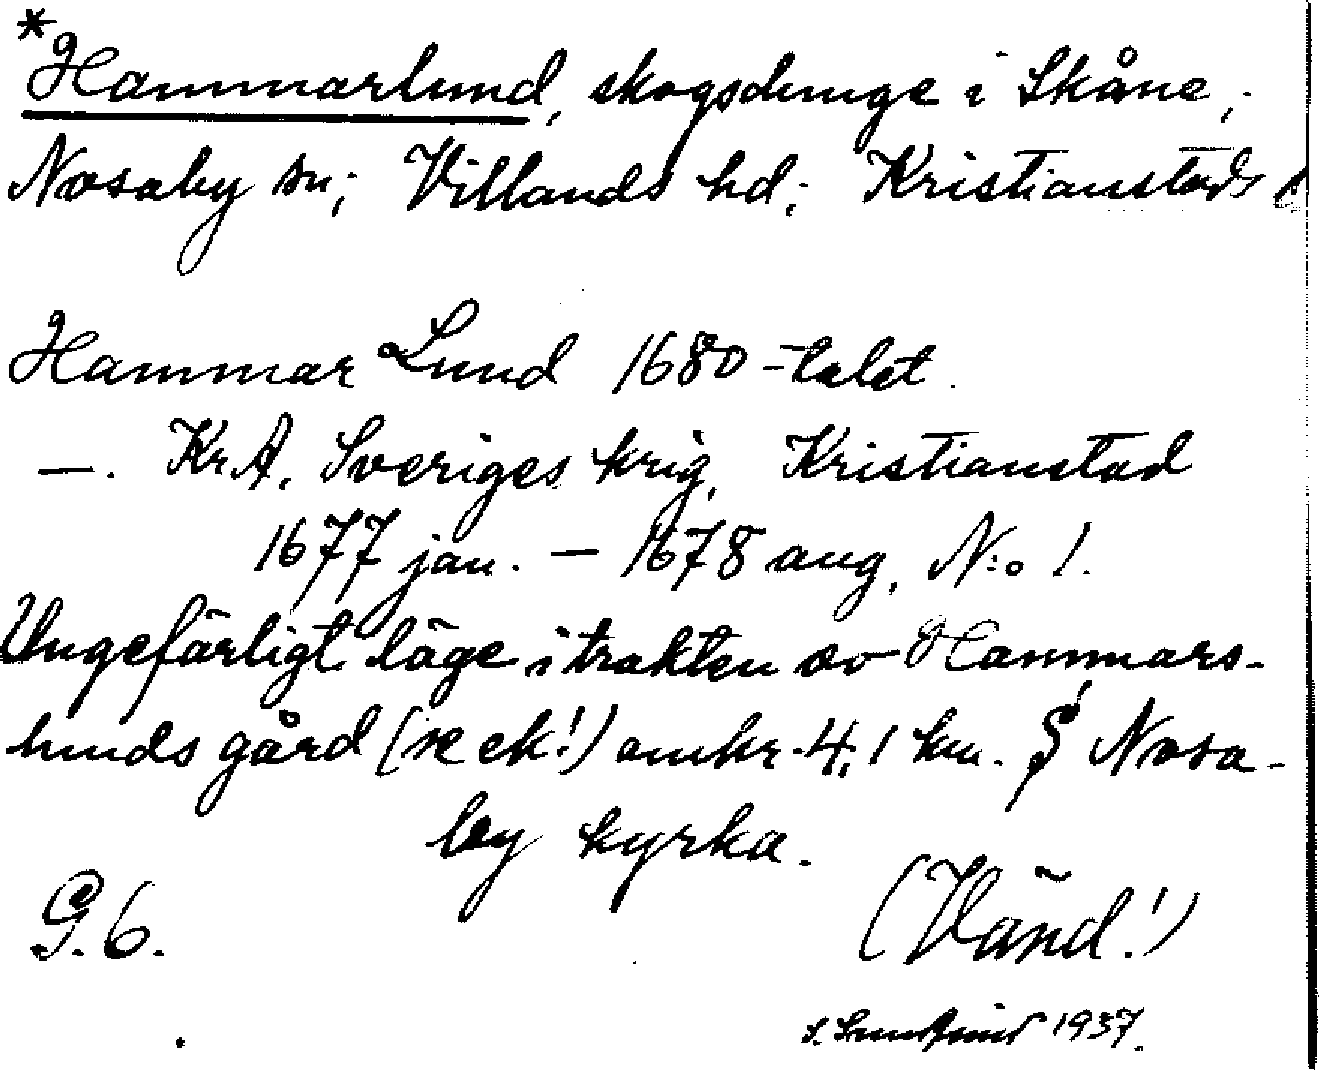 *Hammarlund, skogsdunge i Skåne,
Nosaby sn; Villands hd; Kristianstads l
Hammar Lund 1680-talet.
—. Kr.A. Sveriges krig, Kristianstad
1677 jan. — 1678 aug, N:o 1.
Ungefärligt läge i trakten av Hammars-
lunds gård (se ek!) omkr. 4,1 km. S Nosa-
by kyrka.
G.6. (Vänd!)
1937.